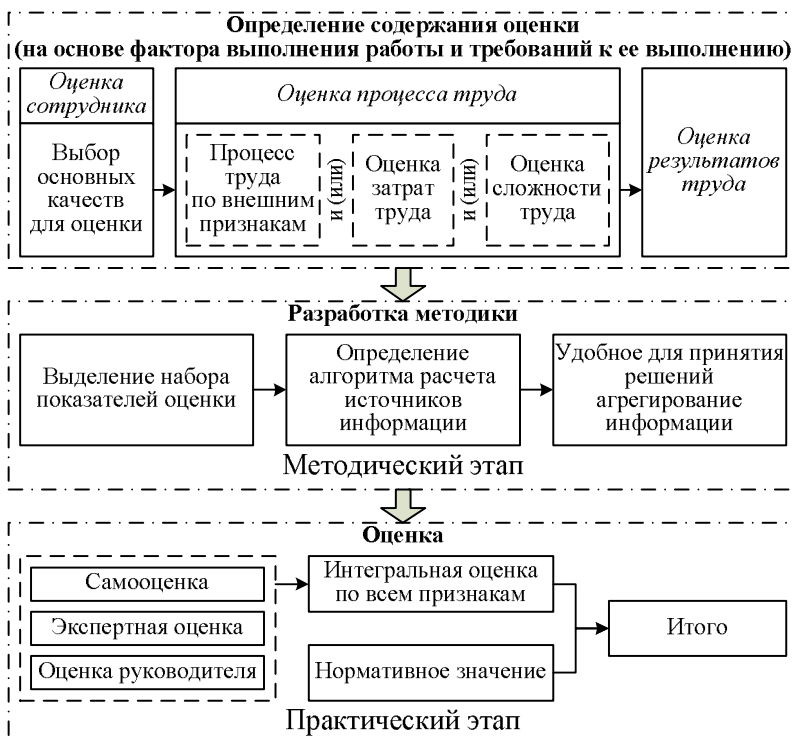 Определение содержания оценки
(на основе фактора выполнения работы и требований к ее выполнению)
Оценка
сотрудника
Выбор
основных
качеств
для оценки
Оценка процесса труда
Процесс
труда
по внешним
признакам
и (или)
Оценка
затрат
труда
и (или)
Оценка
сложности
труда
Оценка
результатов
труда
Разработка методики
Выделение набора
показателей оценки
Определение
алгоритма расчета
источников
информации
Удобное для принятия
решений
агрегирование
информации
Методический этап
Оценка
Самооценка
Экспертная оценка
Оценка руководителя
Интегральная оценка
по всем признакам
Нормативное значение
Итого
Практический этап